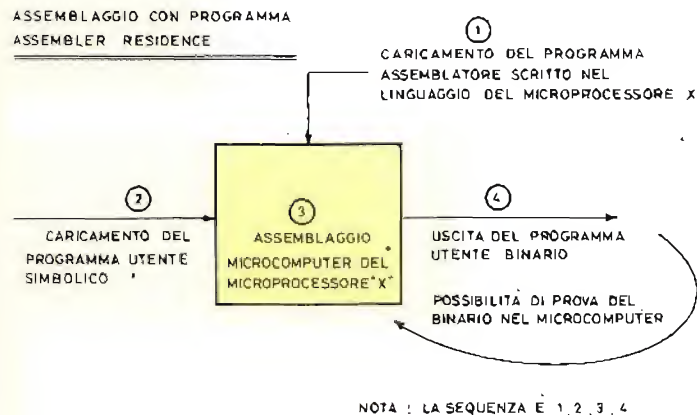 ASSEMBLAGGIO CON PROGRAMMA
ASSEMBLER RESIDENCE
1
CARICAMENTO DEL PROGRAMMA
ASSEMBLATORE SCRITTO NEL
LINGUAGGIO DEL MICROPROCESSORE X
2
CARICAMENTO DEL
PROGRAMMA UTENTE
SIMBOLICO
3
ASSEMBLAGGIO
MICROCOMPUTER DEL
MICROPROCESSORE "X"
4
USCITA DEL PROGRAMMA
UTENTE BINARIO
POSSIBILITÀ DI PROVA DEL
BINARIO NEL MICROCOMPUTER
NOTA : LA SEQUENZA È 1, 2, 3, 4